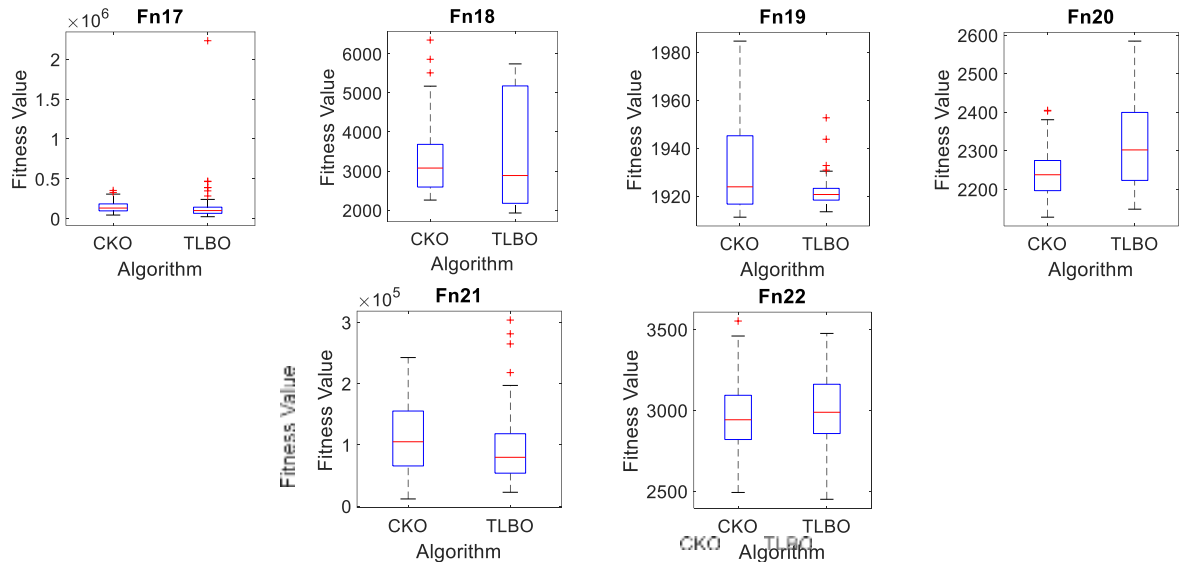 Fn17
×10^6
2
1.5
1
0.5
0
Fitness Value
CKO TLBO
Algorithm
Fn18
6000
5000
4000
3000
2000
Fitness Value
CKO TLBO
Algorithm
Fn19
1980
1960
1940
1920
Fitness Value
CKO TLBO
Algorithm
Fn20
2600
2500
2400
2300
2200
Fitness Value
CKO TLBO
Algorithm
Fn21
×10^5
3
2
1
0
Fitness Value
Fitness Value
CKO TLBO
Algorithm
Fn22
3500
3000
2500
Fitness Value
CKO TLBO
CKO TLBO
Algorithm